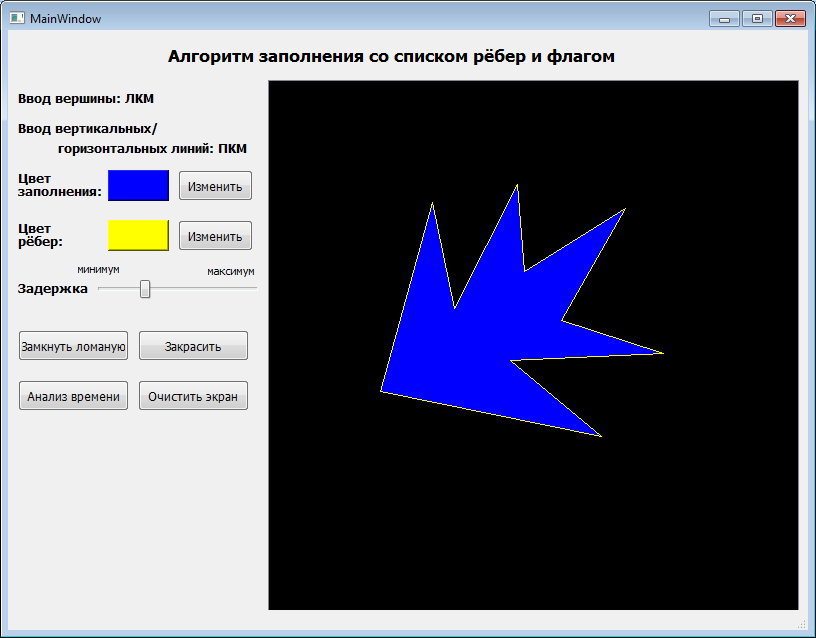 MainWindow
Алгоритм заполнения со списком рёбер и флагом
Ввод вершины: ЛКМ
Ввод вертикальных/
горизонтальных линий: ПКМ
Цвет
заполнения:
Изменить
Цвет
рёбер:
Изменить
минимум
максимум
Задержка
Замкнуть ломаную
Закрасить
Анализ времени
Очистить экран